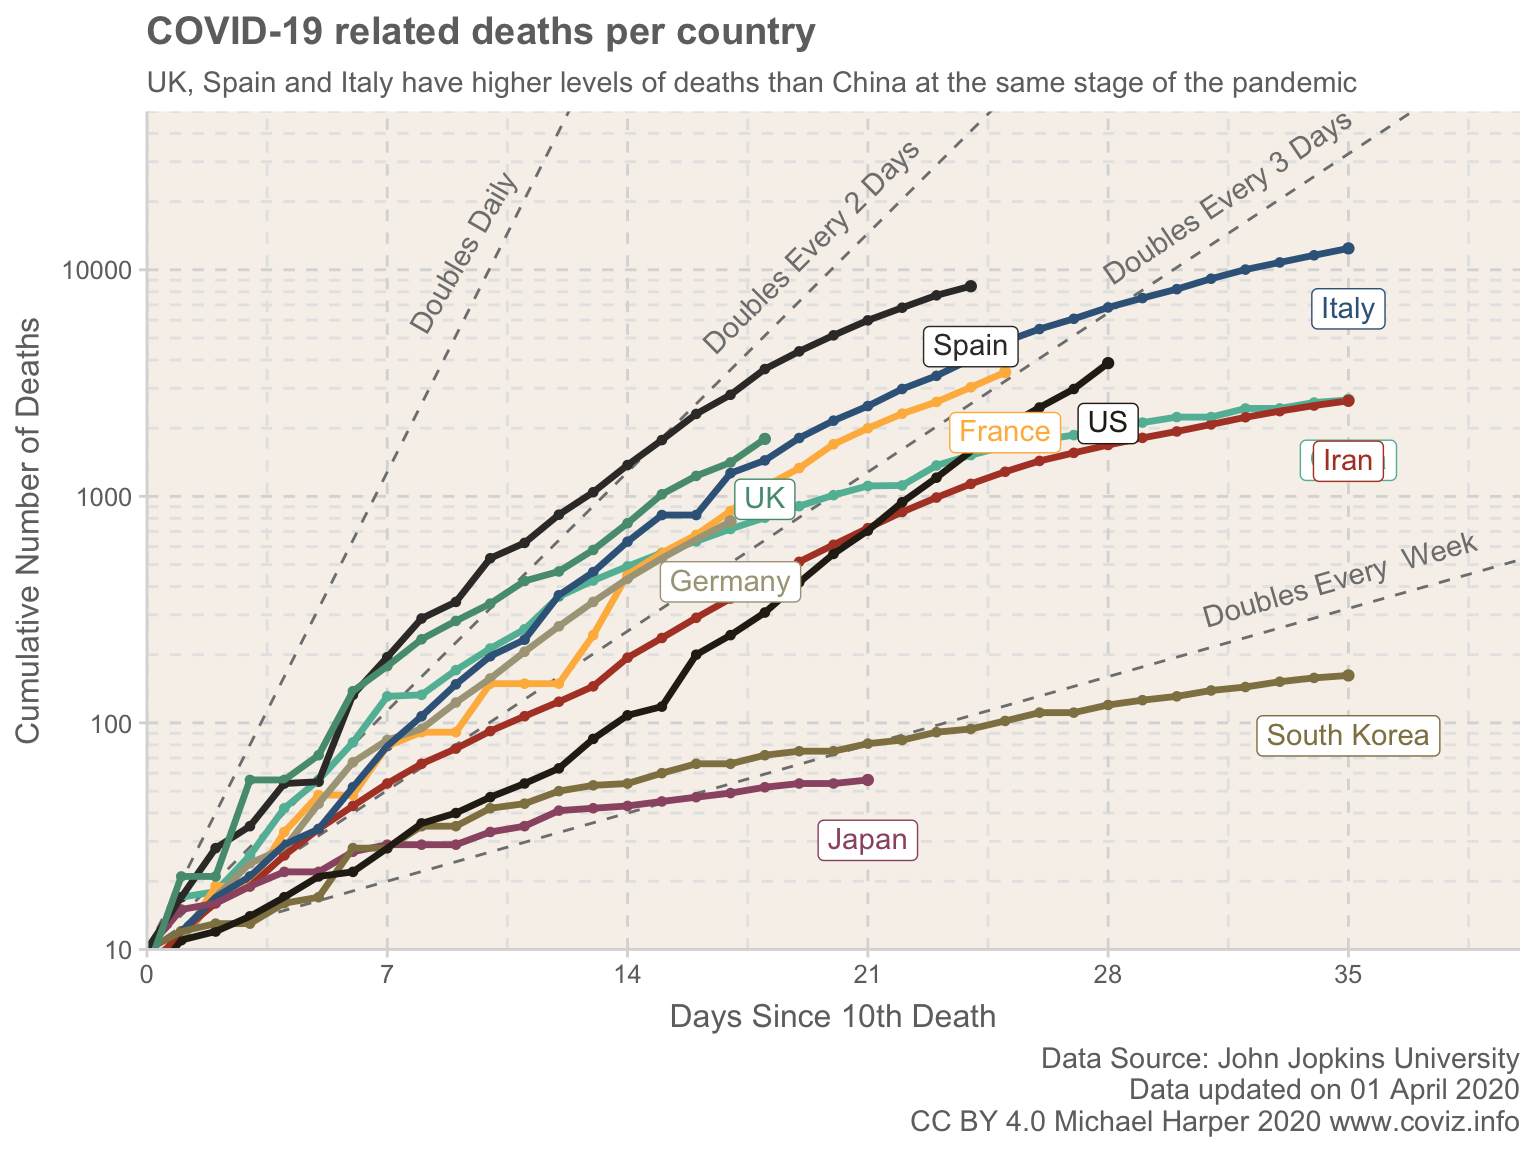 COVID-19 related deaths per country
UK, Spain and Italy have higher levels of deaths than China at the same stage of the pandemic
Doubles Daily
Doubles Every 2 Days
Doubles Every 3 Days
10000
Italy
Spain
US
France
Iran
1000
UK
Germany
Doubles Every Week
100
South Korea
Japan
10
Cumulative Number of Deaths
0 7 14 21 28 35
Days Since 10th Death
Data Source: John Jopkins University
Data updated on 01 April 2020
CC BY 4.0 Michael Harper 2020 www.coviz.info